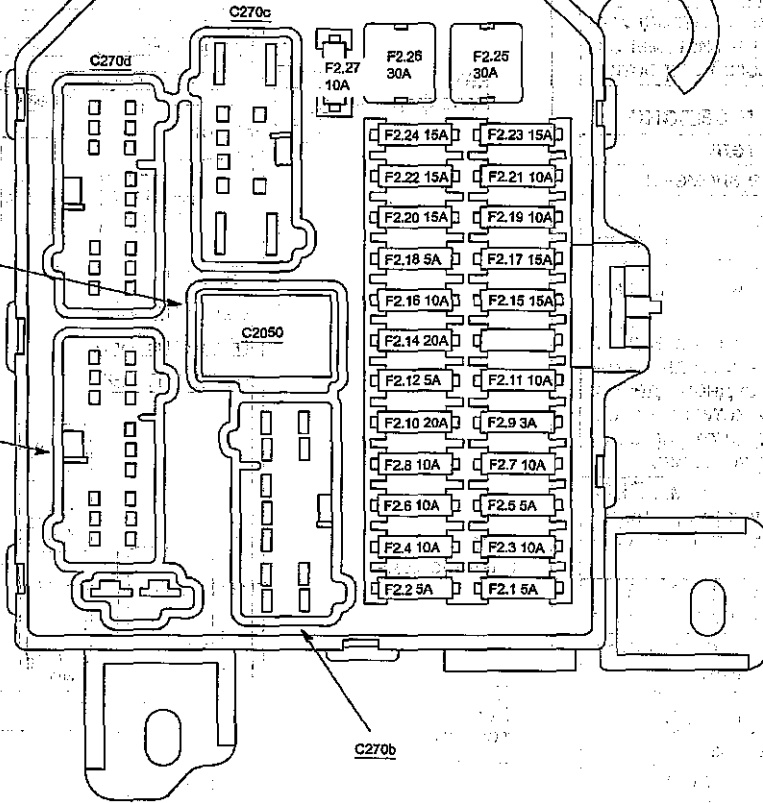 C270c
C270d
F2.27
10A
F2.26
30A
F2.25
30A
F2.24 15A
F2.23 15A
F2.22 15A
F2.21 10A
F2.20 15A
F2.19 10A
F2.18 5A
F2.17 15A
F2.16 10A
F2.15 15A
C2050
F2.14 20A
F2.12 5A
F2.11 10A
F2.10 20A
F2.9 3A
F2.8 10A
F2.7 10A
F2.6 10A
F2.5 5A
F2.4 10A
F2.3 10A
F2.2 5A
F2.1 5A
C270b